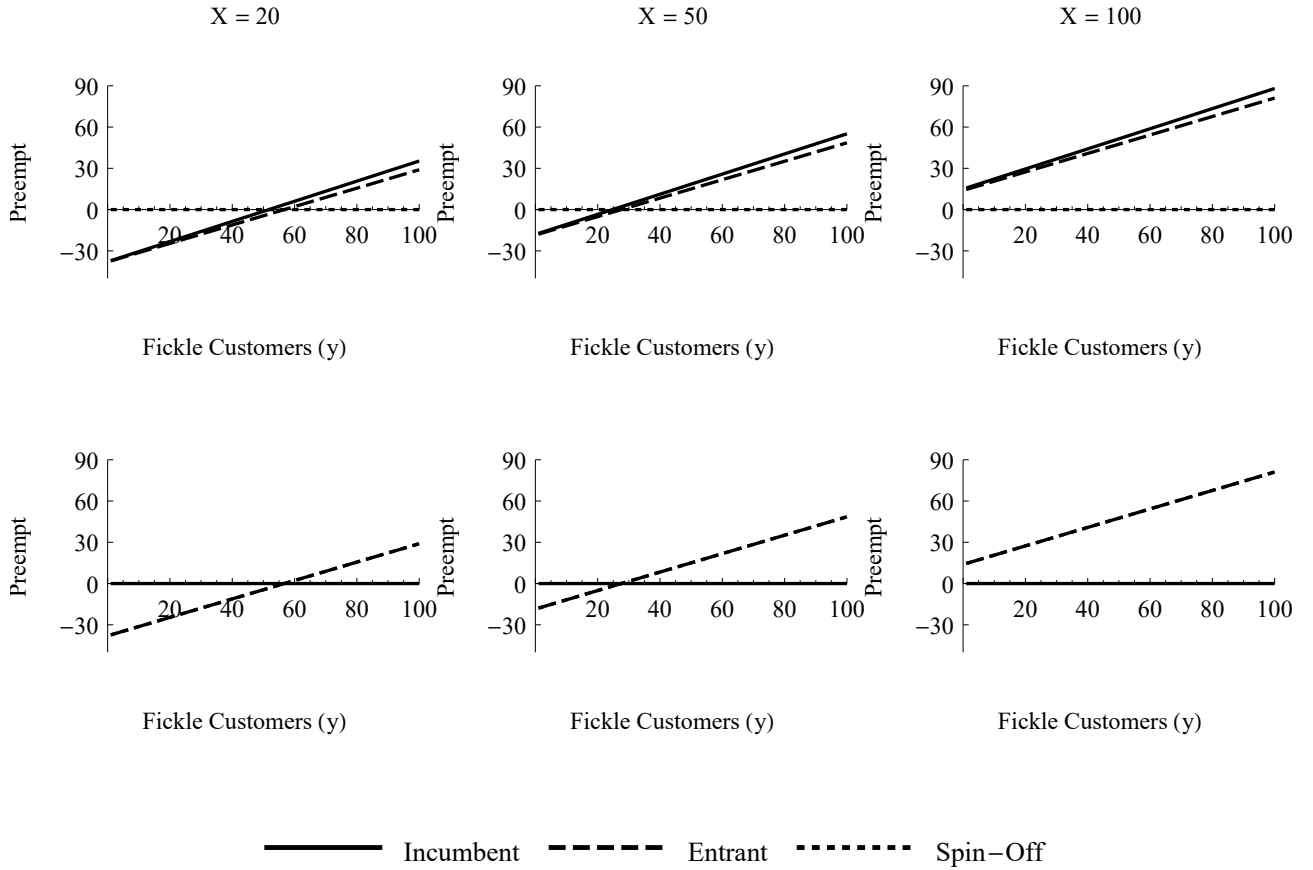 X = 20 X = 50 X = 100
90 90 90
60 60 60
30 30 30
0 0 0
20 40 60 80 100 20 40 60 80 100 20 40 60 80 100
−30 −30 −30
Preempt Preempt Preempt
Fickle Customers (y) Fickle Customers (y) Fickle Customers (y)
90 90 90
60 60 60
30 30 30
0 0 0
20 40 60 80 100 20 40 60 80 100 20 40 60 80 100
−30 −30 −30
Preempt Preempt Preempt
Fickle Customers (y) Fickle Customers (y) Fickle Customers (y)
Incumbent Entrant Spin−Off